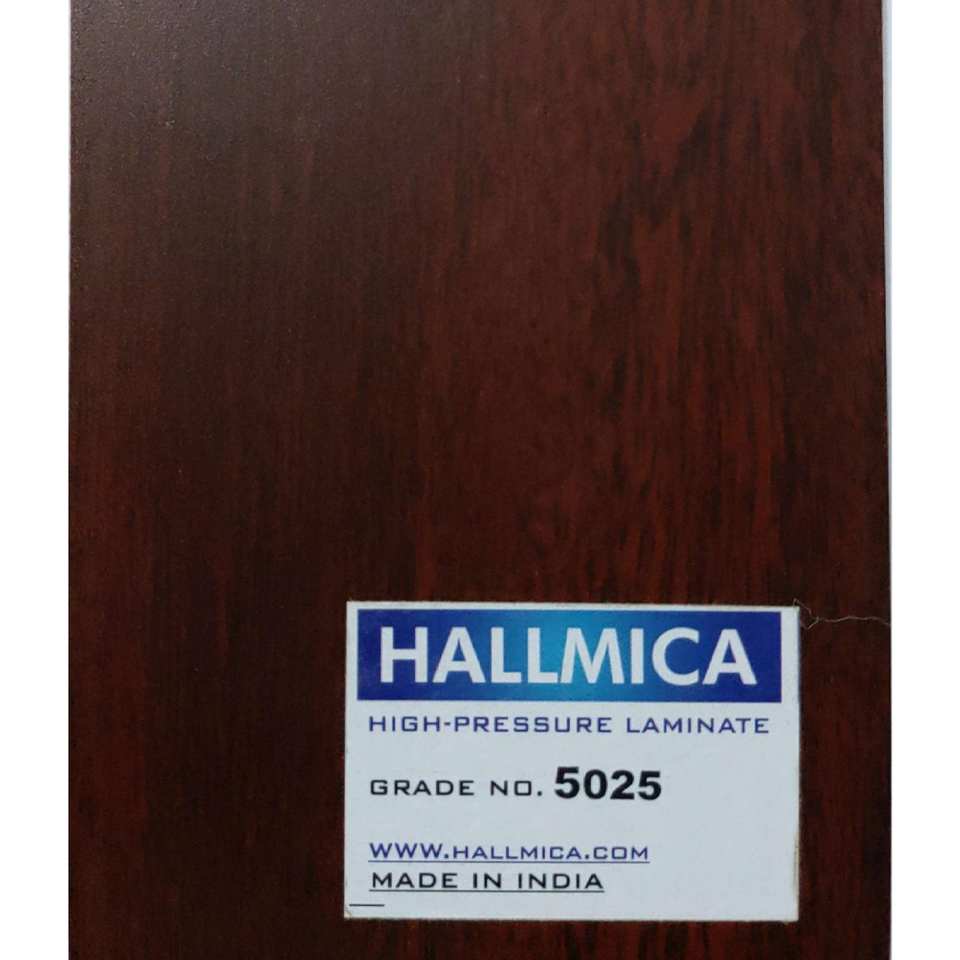 HALLMICA
HIGH-PRESSURE LAMINATE
GRADE NO. 5025
WWW.HALLMICA.COM
MADE IN INDIA